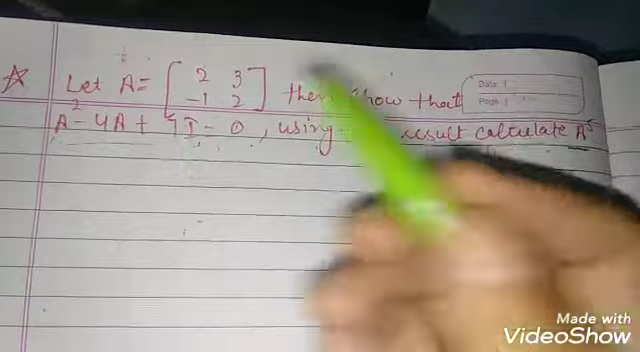 Let A = [ 2 3
-1 2 ] then show that
A² - 4A + 7I = 0, using result calculate A⁵
Date
Page
Made with
VideoShow